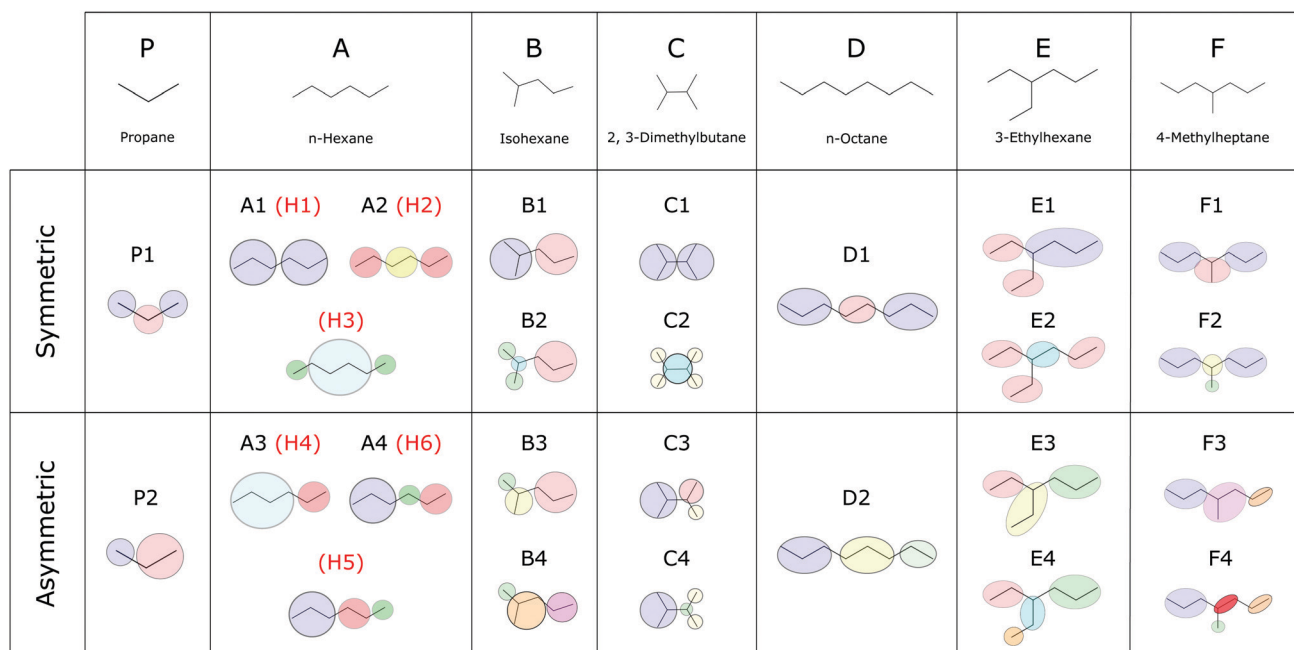 P A B C D E F
Propane n-Hexane Isohexane 2, 3-Dimethylbutane n-Octane 3-Ethylhexane 4-Methylheptane
Symmetric
P1
A1 (H1) A2 (H2)
(H3)
B1
B2
C1
C2
D1
E1
E2
F1
F2
Asymmetric
P2
A3 (H4) A4 (H6)
(H5)
B3
B4
C3
C4
D2
E3
E4
F3
F4